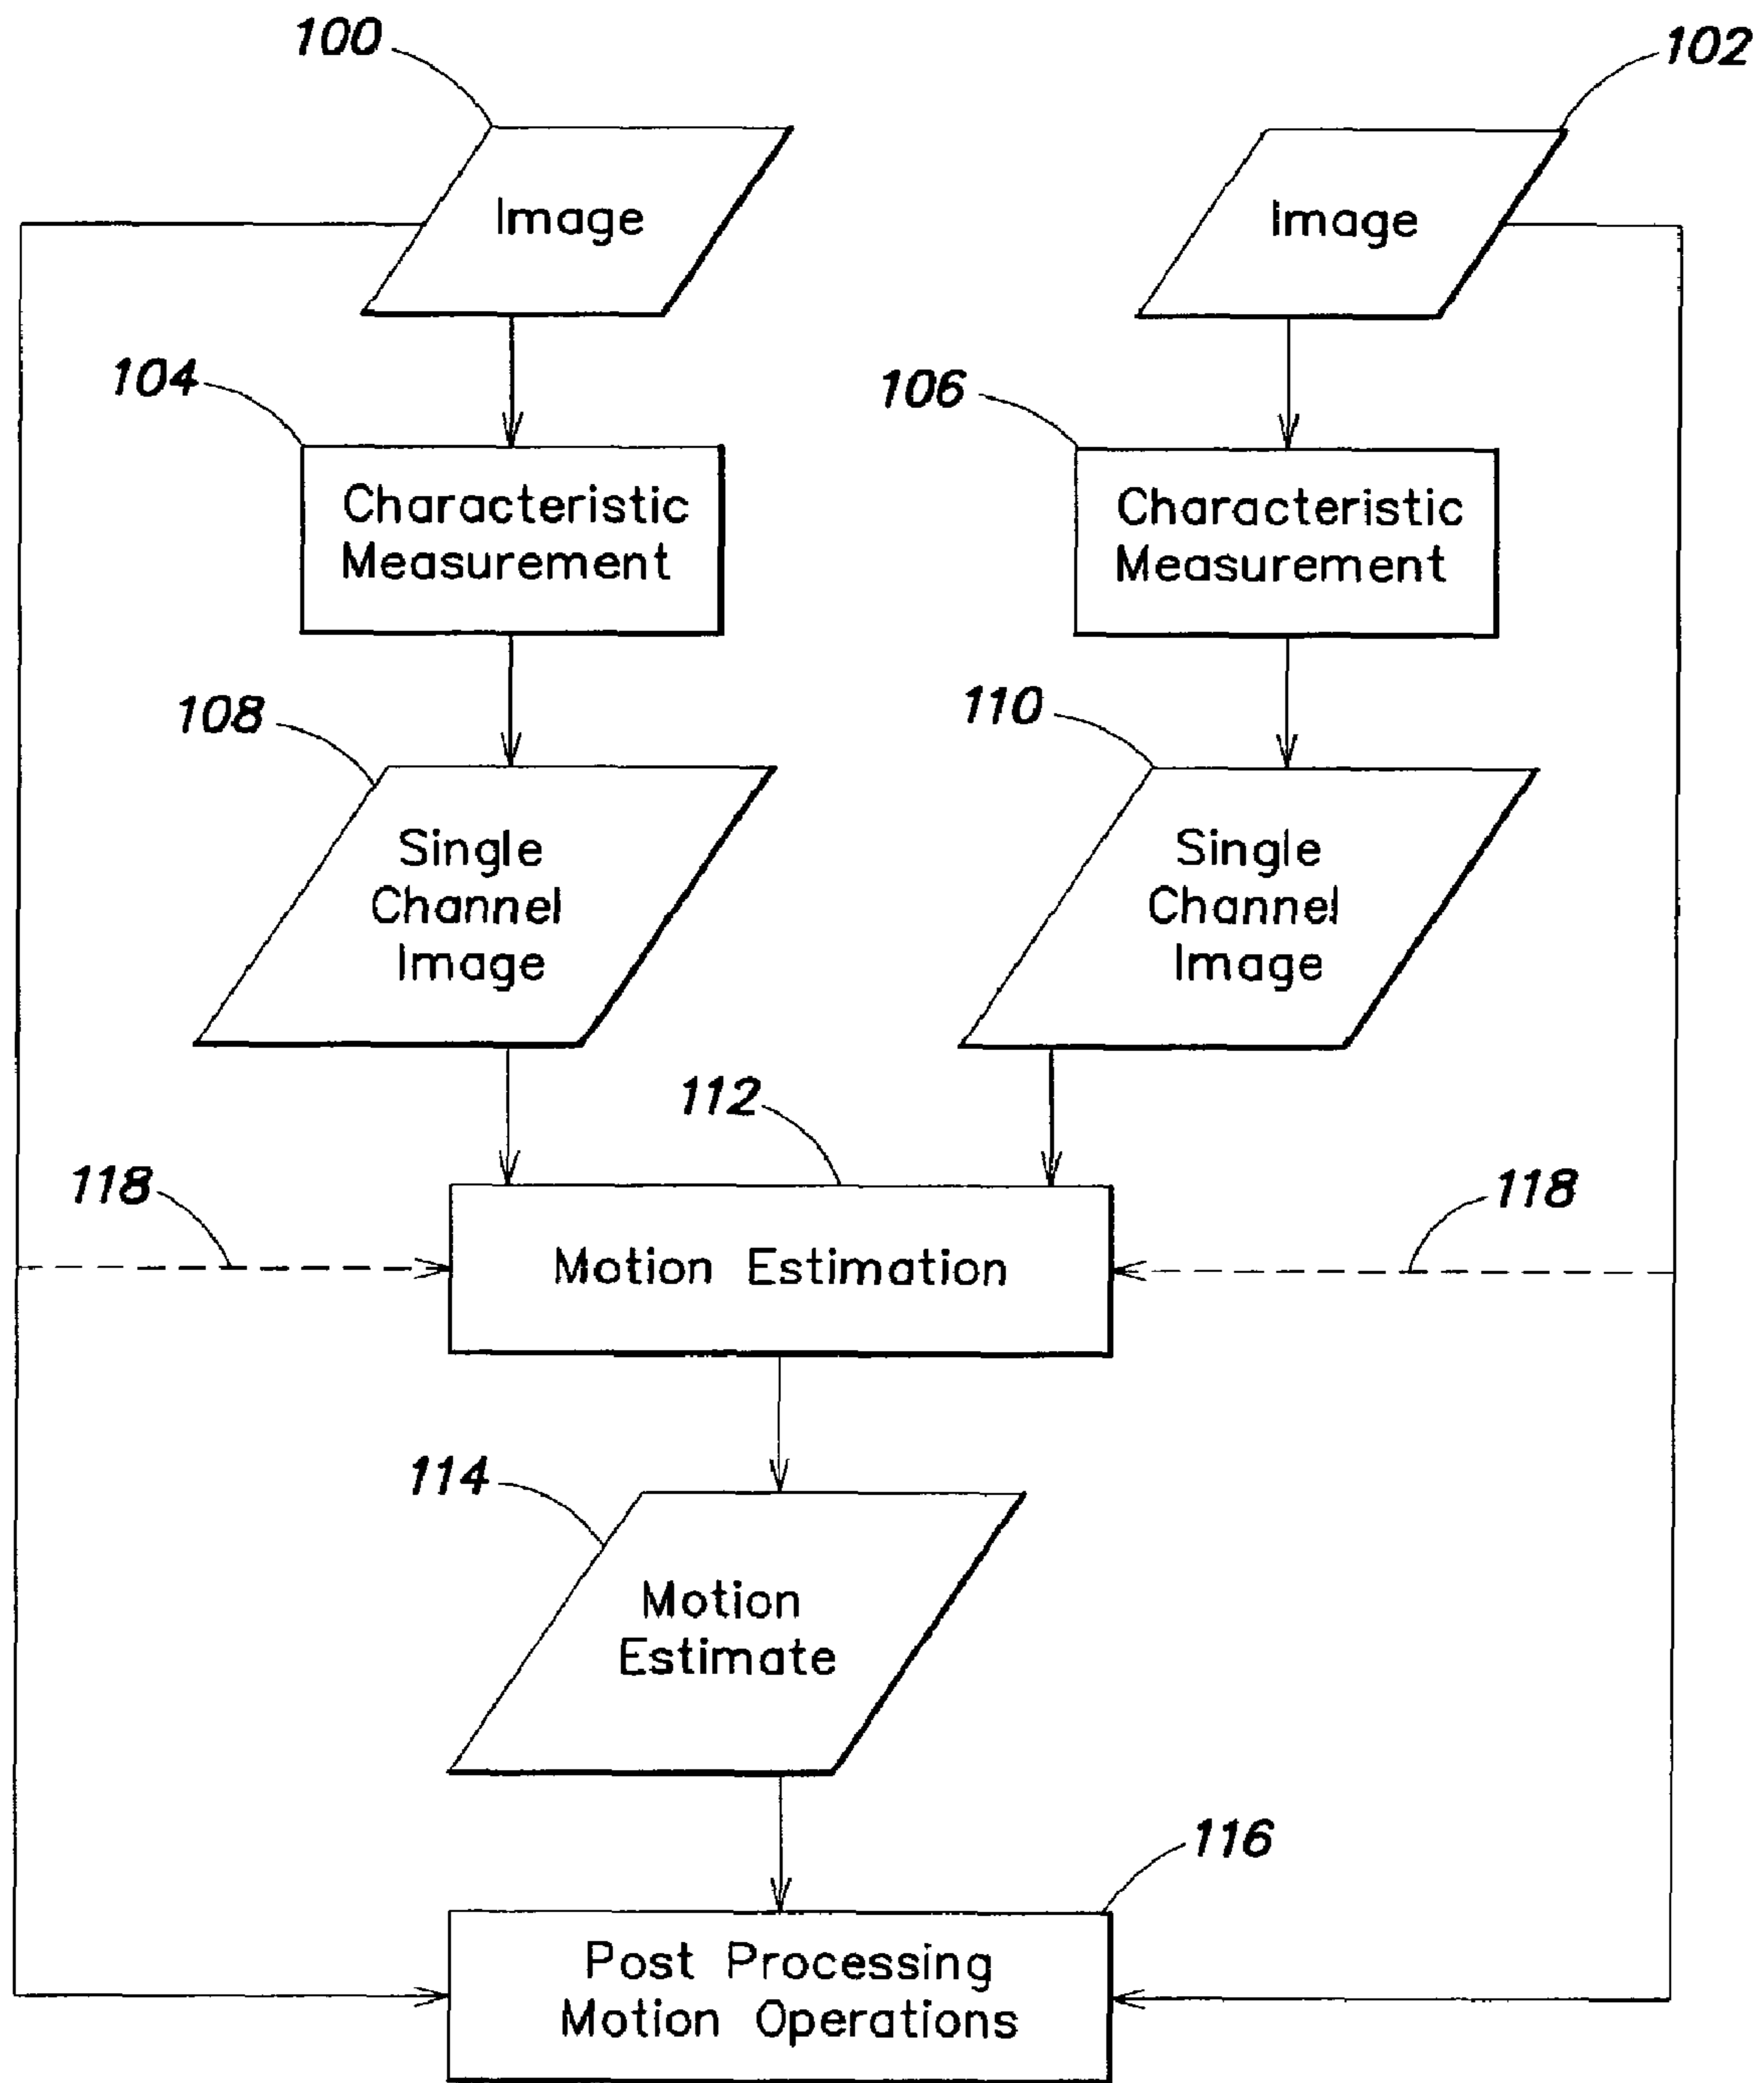 100
102
Image
Image
104
106
Characteristic
Measurement
Characteristic
Measurement
108
110
Single
Channel
Image
Single
Channel
Image
112
118
118
Motion Estimation
114
Motion
Estimate
116
Post Processing
Motion Operations